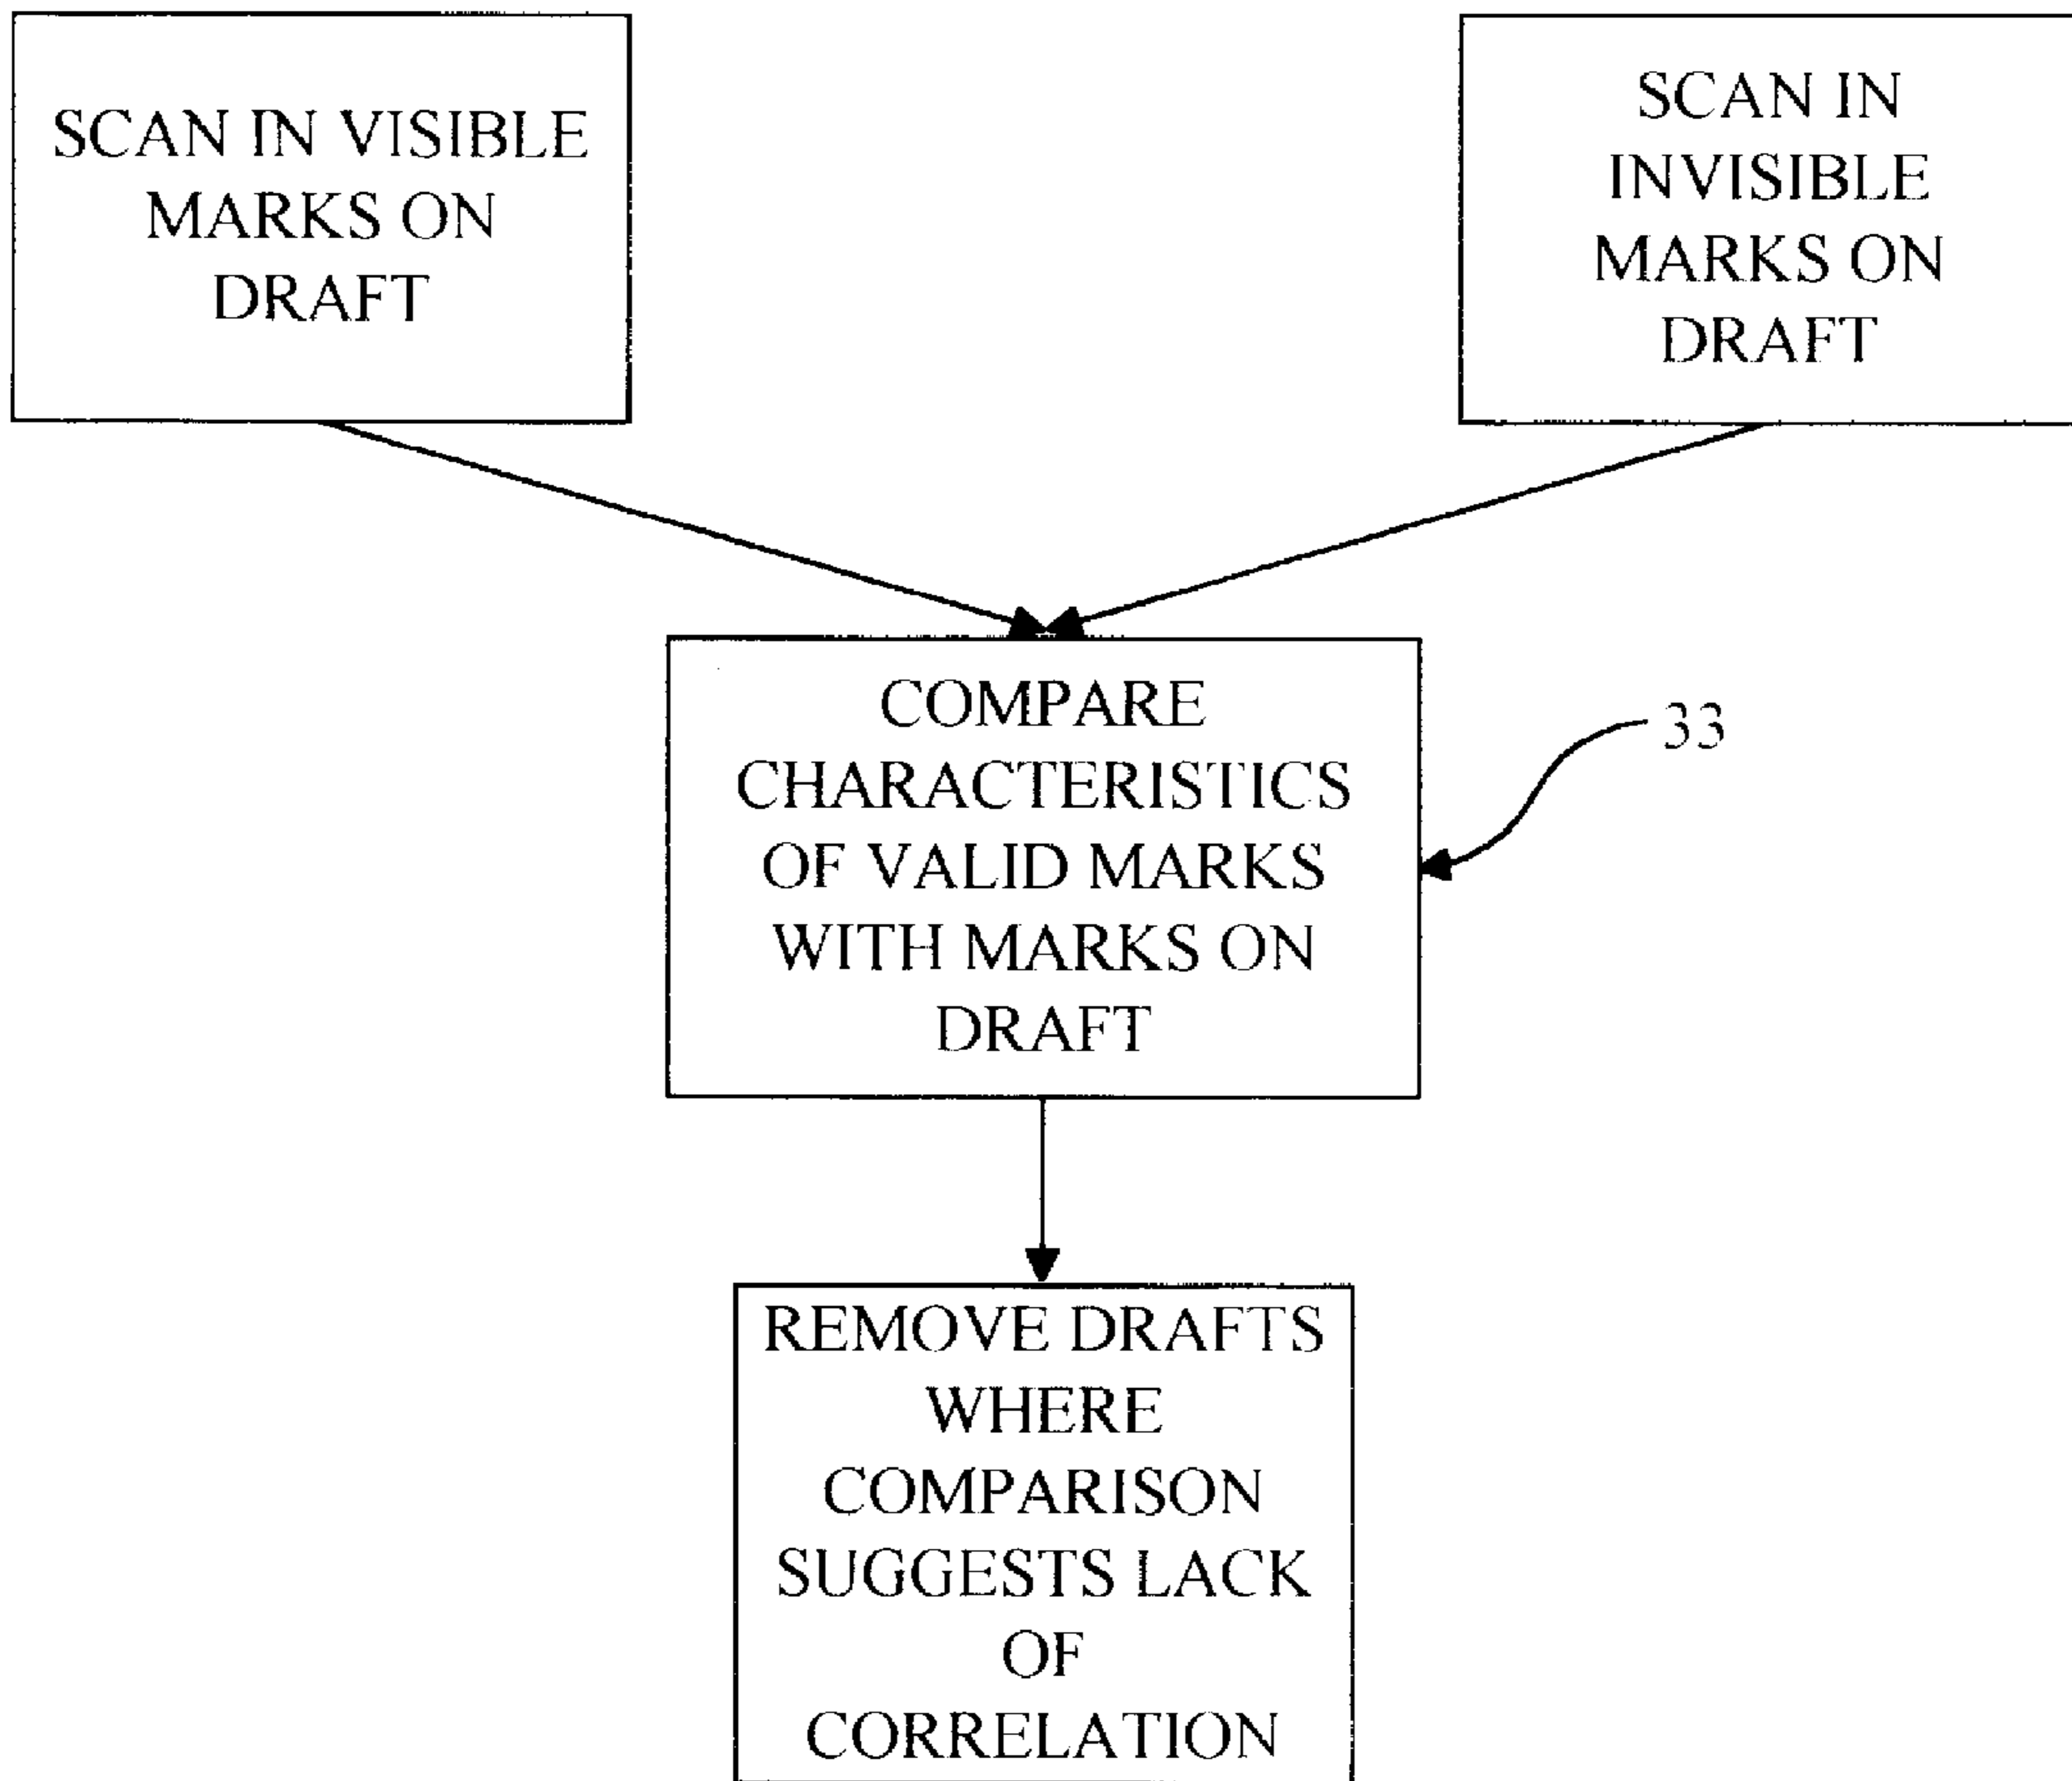 SCAN IN VISIBLE
MARKS ON
DRAFT
SCAN IN
INVISIBLE
MARKS ON
DRAFT
COMPARE
CHARACTERISTICS
OF VALID MARKS
WITH MARKS ON
DRAFT
33
REMOVE DRAFTS
WHERE
COMPARISON
SUGGESTS LACK
OF
CORRELATION